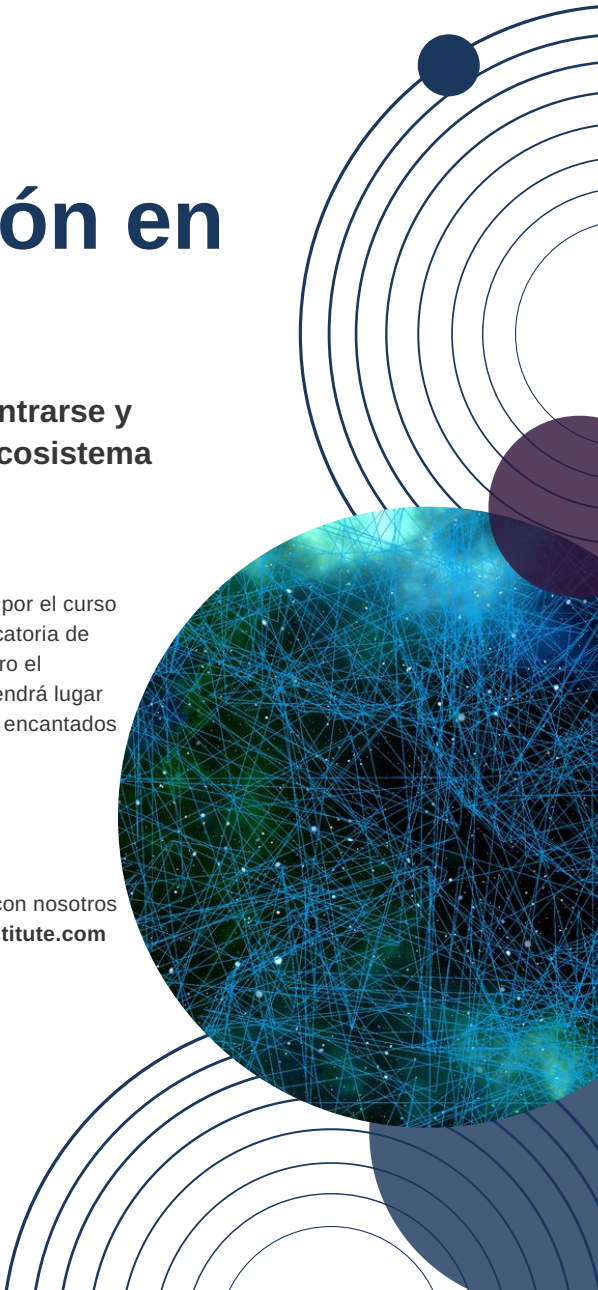 ón en
ntrarse y
cosistema
por el curso
catoria de
ro el
endrá lugar
encantados
con nosotros
titute.com